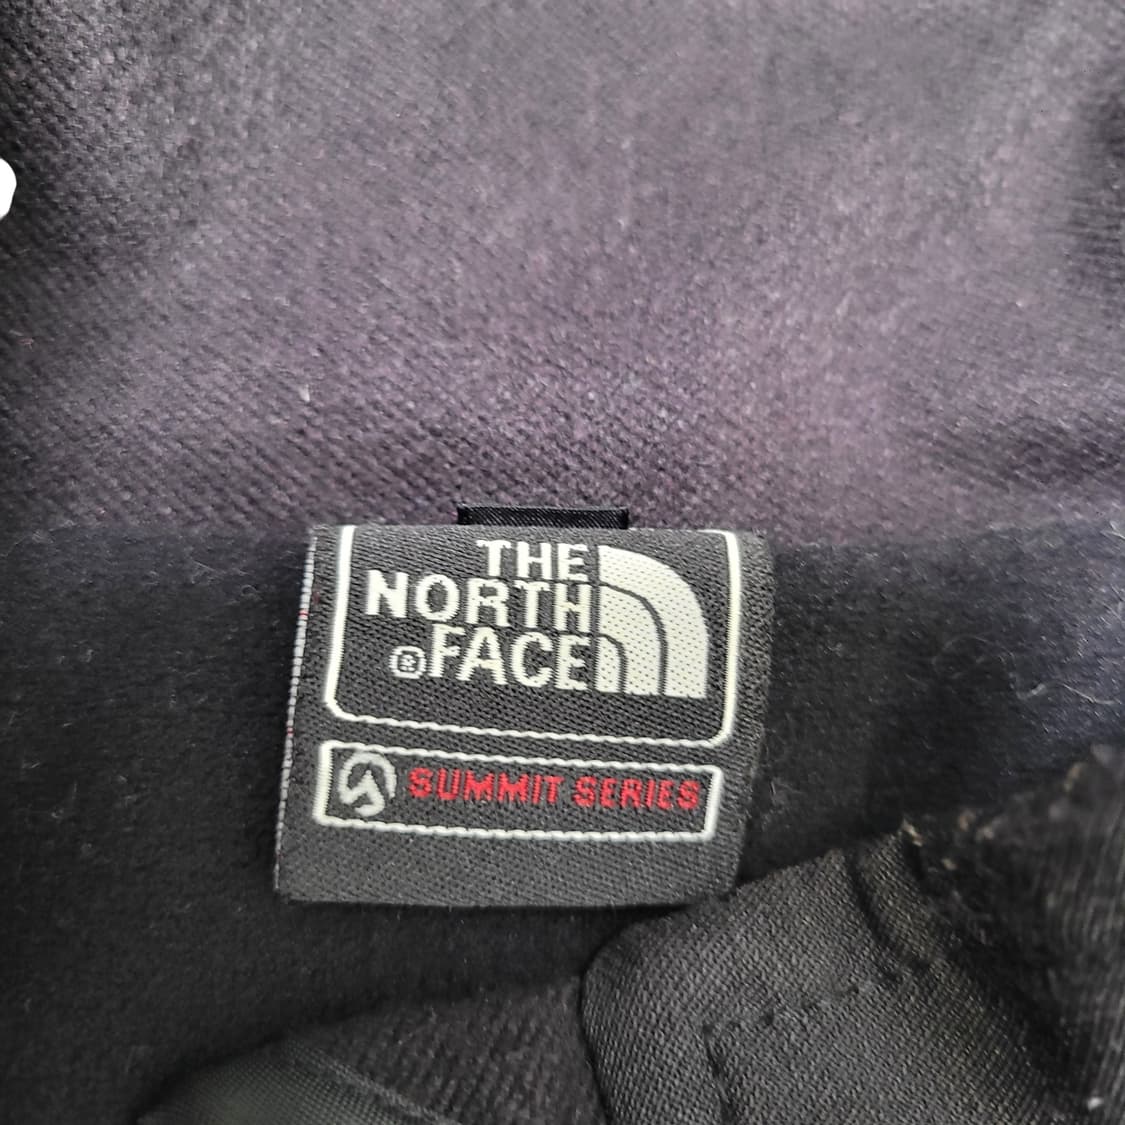 THE
NORTH
®FACE
SUMMIT SERIES